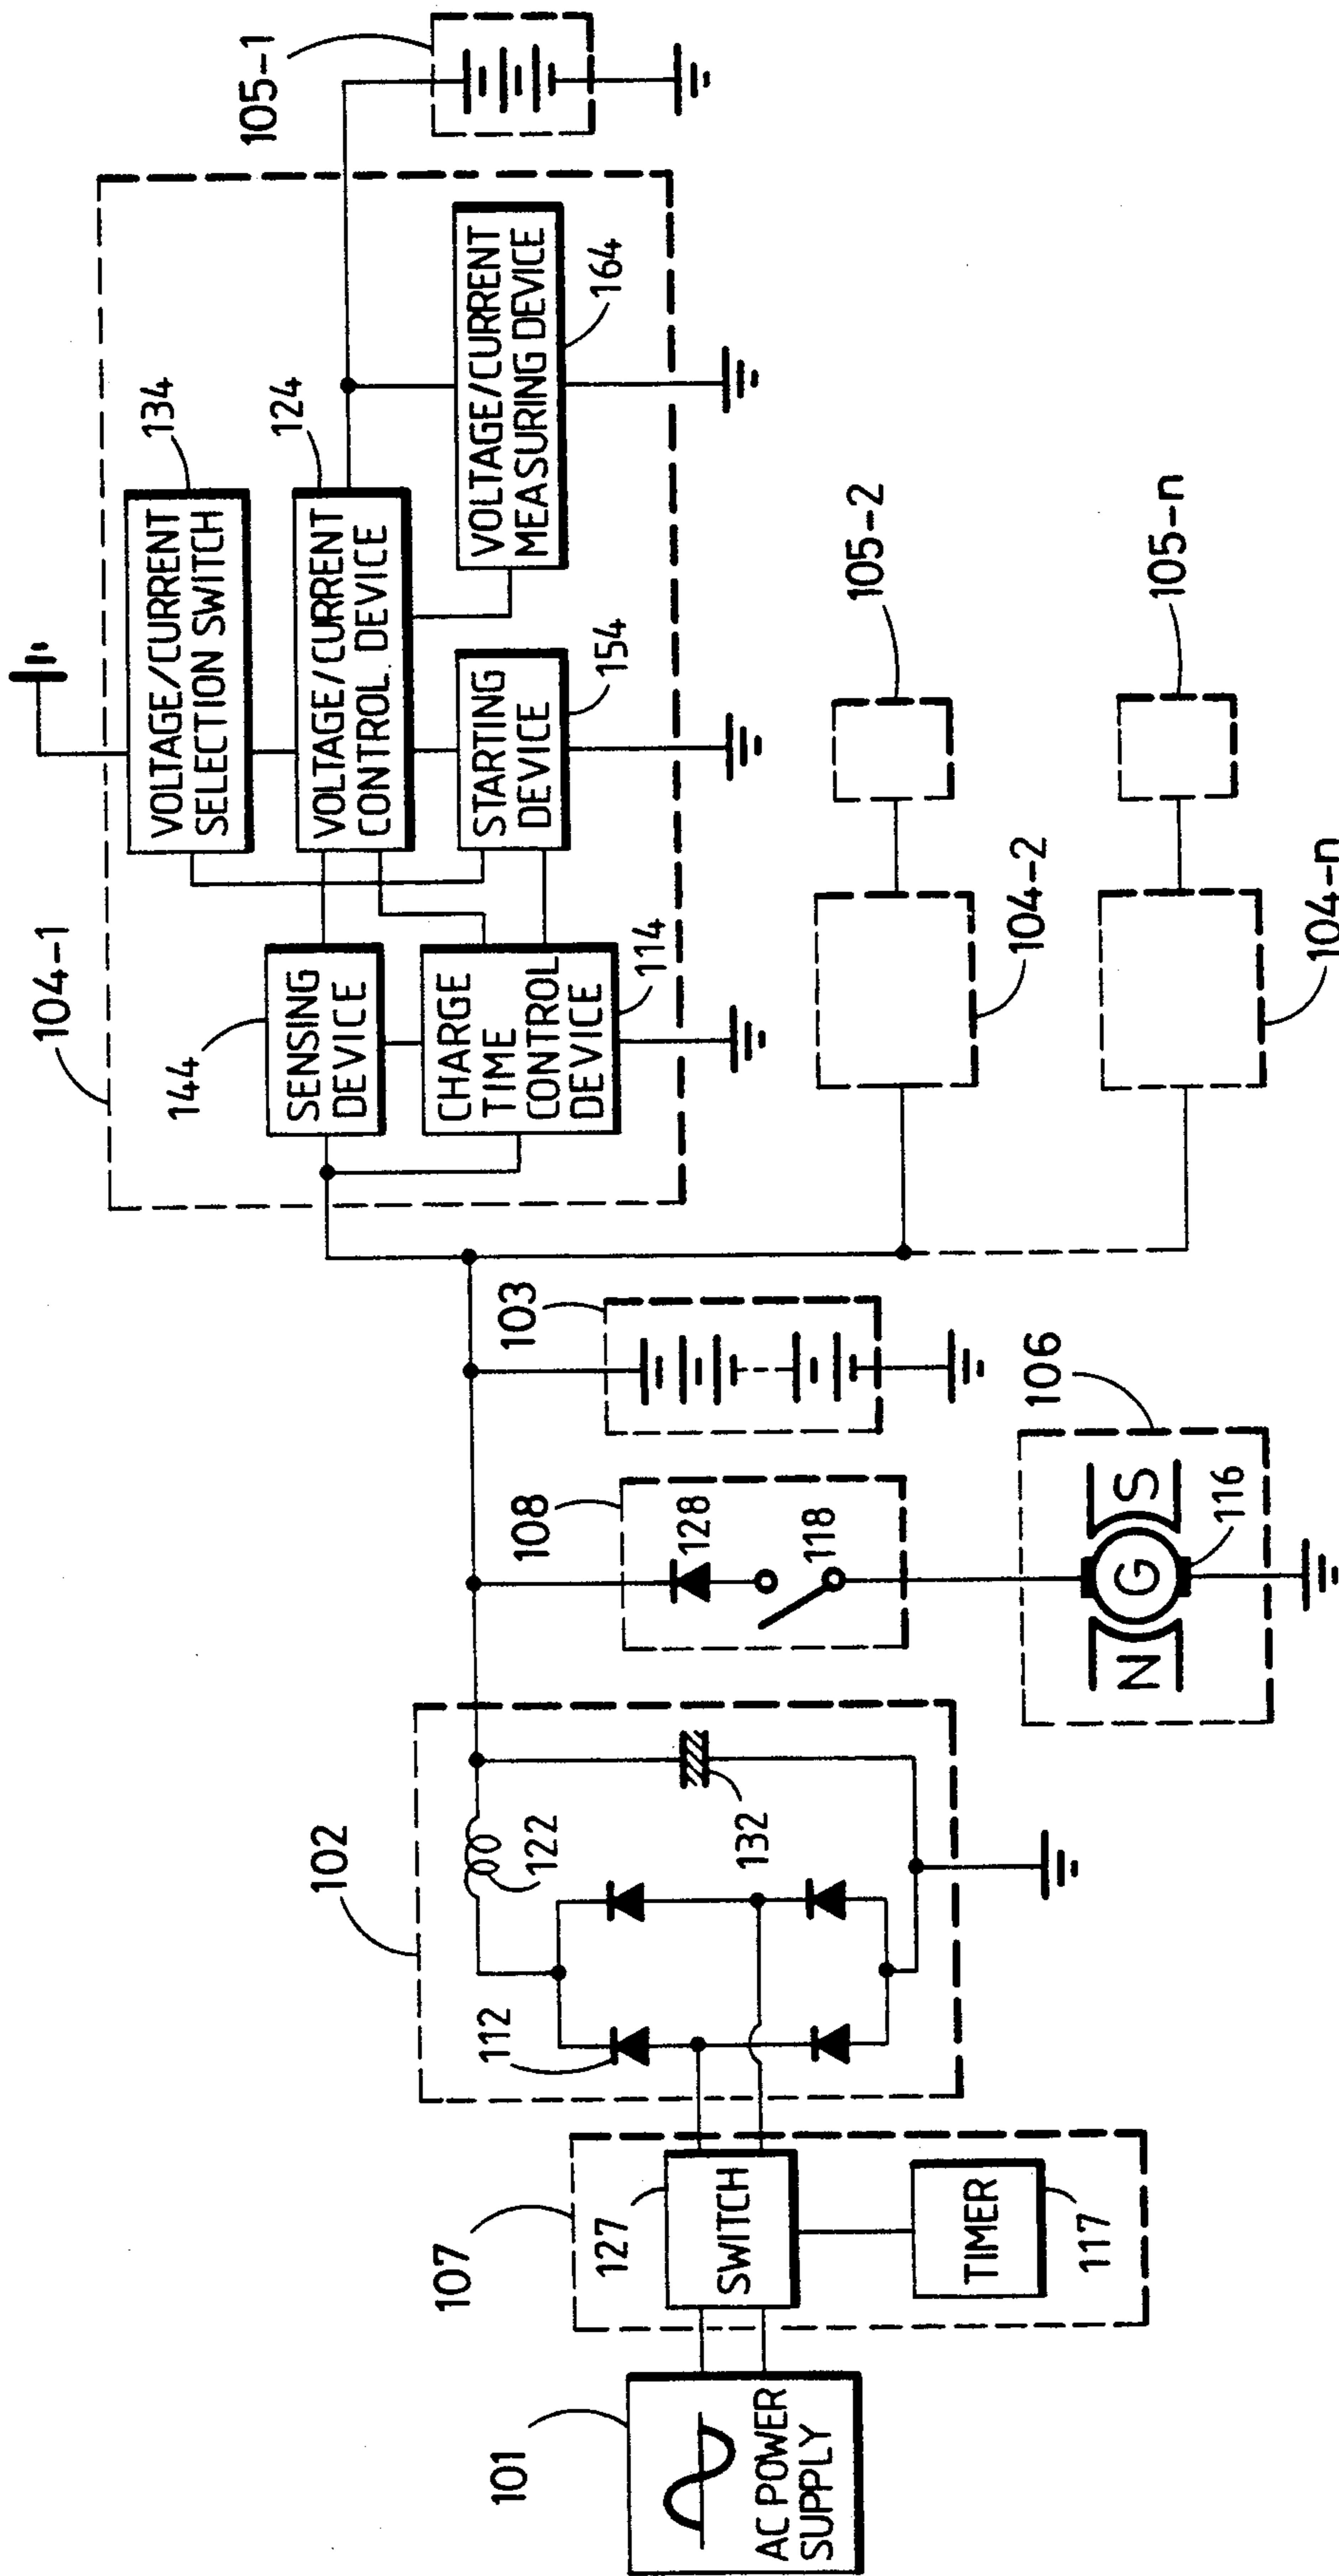 101
AC POWER
SUPPLY
107
127
SWITCH
TIMER
117
102
112
122
132
108
128
118
106
N
G
S
116
103
104-1
144
SENSING
DEVICE
CHARGE
TIME
CONTROL
DEVICE
114
VOLTAGE/CURRENT
SELECTION SWITCH
134
VOLTAGE/CURRENT
CONTROL DEVICE
124
STARTING
DEVICE
154
VOLTAGE/CURRENT
MEASURING DEVICE
164
105-1
104-2
105-2
104-n
105-n